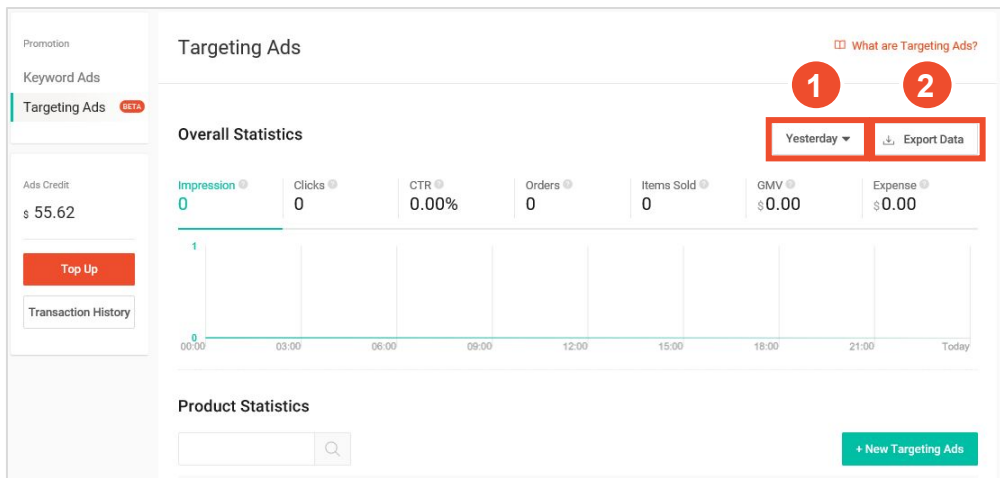 Promotion
Keyword Ads
Targeting Ads BETA
Ads Credit
$ 55.62
Top Up
Transaction History
Targeting Ads
What are Targeting Ads?
1 2
Overall Statistics
Yesterday Export Data
Impression ? Clicks ? CTR ? Orders ? Items Sold ? GMV ? Expense ?
0 0 0.00% 0 0 $0.00 $0.00
1
0
00:00 03:00 06:00 09:00 12:00 15:00 18:00 21:00 Today
Product Statistics
+ New Targeting Ads